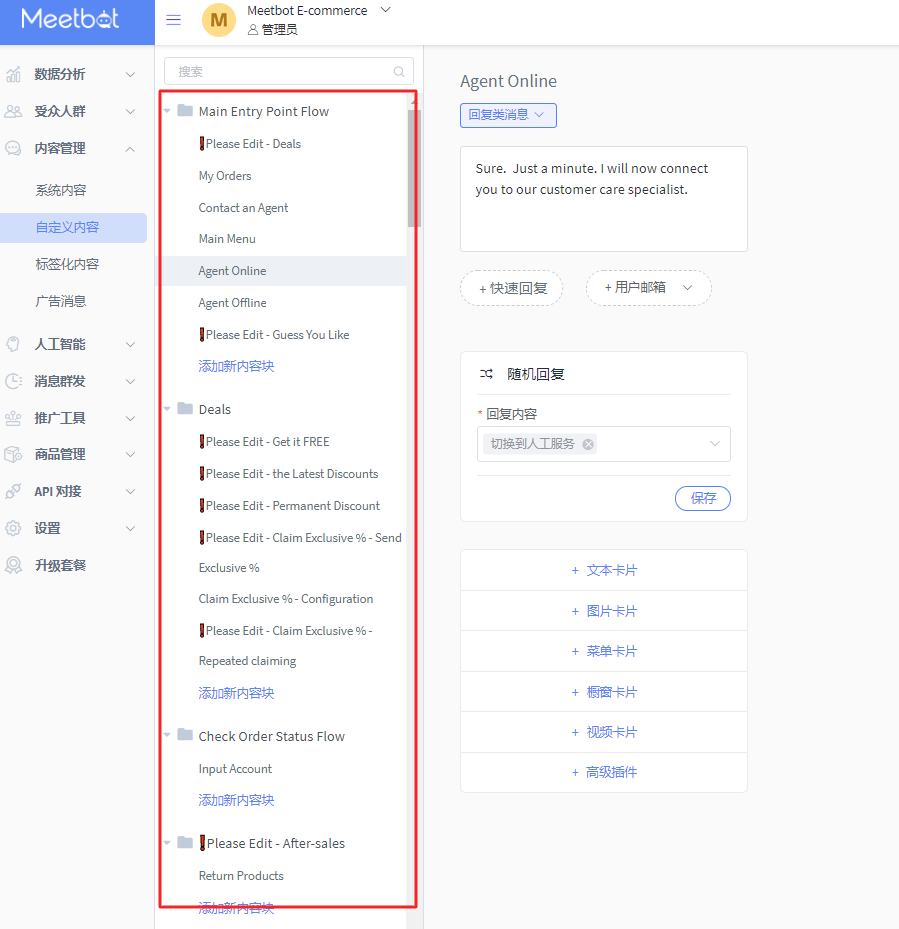 Meetbot
M
Meetbot E-commerce
管理员
数据分析
受众人群
内容管理
系统内容
自定义内容
标签化内容
广告消息
人工智能
消息群发
推广工具
商品管理
API 对接
设置
升级套餐
搜索
Main Entry Point Flow
❗Please Edit - Deals
My Orders
Contact an Agent
Main Menu
Agent Online
Agent Offline
❗Please Edit - Guess You Like
添加新内容块
Deals
❗Please Edit - Get it FREE
❗Please Edit - the Latest Discounts
❗Please Edit - Permanent Discount
❗Please Edit - Claim Exclusive % - Send
Exclusive %
Claim Exclusive % - Configuration
❗Please Edit - Claim Exclusive % -
Repeated claiming
添加新内容块
Check Order Status Flow
Input Account
添加新内容块
❗Please Edit - After-sales
Return Products
添加新内容块
Agent Online
回复类消息
Sure.  Just a minute. I will now connect
you to our customer care specialist.
+ 快速回复
+ 用户邮箱
随机回复
* 回复内容
切换到人工服务
保存
+ 文本卡片
+ 图片卡片
+ 菜单卡片
+ 橱窗卡片
+ 视频卡片
+ 高级插件